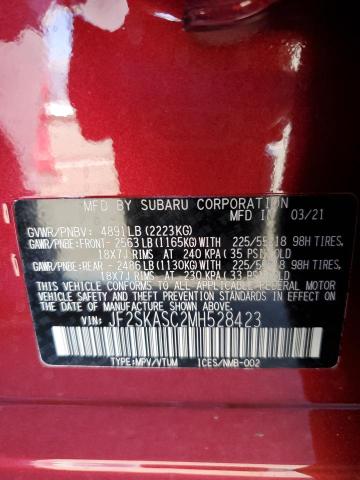 MFD BY SUBARU CORPORATION
MFD IN 03/21
GVWR/PNBV: 4891LB(2223KG)
GAWR/PNBE:FRONT-2563LB(1165KG)WITH 225/55R18 98H TIRES,
18X7J RIMS AT 240 KPA(35 PSI)COLD
GAWR/PNBE:REAR-2486LB(1130KG)WITH 225/55R18 98H TIRES,
18X7J RIMS AT 230 KPA(33 PSI)COLD
THIS VEHICLE CONFORMS TO ALL APPLICABLE
FEDERAL MOTOR VEHICLE SAFETY, BUMPER,
AND THEFT PREVENTION STANDARDS IN EFFECT ON
THE DATE OF MANUFACTURE SHOWN ABOVE.
VIN: JF2SKASC2MH528423
TYPE:MPV/VTUM ICES/NMB-002